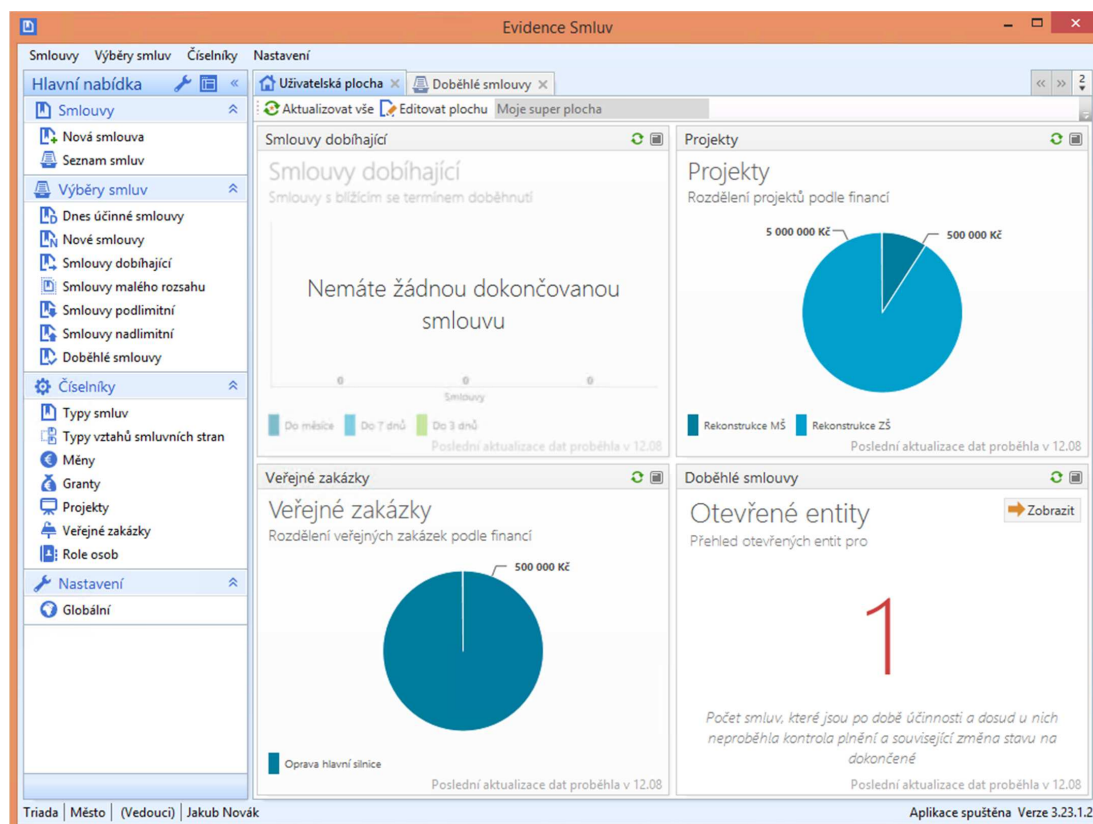 Evidence Smluv
Smlouvy Výběry smluv Číselníky Nastavení
Hlavní nabídka
Smlouvy
Nová smlouva
Seznam smluv
Výběry smluv
Dnes účinné smlouvy
Nové smlouvy
Smlouvy dobíhající
Smlouvy malého rozsahu
Smlouvy podlimitní
Smlouvy nadlimitní
Doběhlé smlouvy
Číselníky
Typy smluv
Typy vztahů smluvních stran
Měny
Granty
Projekty
Veřejné zakázky
Role osob
Nastavení
Globální
Uživatelská plocha Doběhlé smlouvy
2
Aktualizovat vše Editovat plochu Moje super plocha
Smlouvy dobíhající
Smlouvy dobíhající
Smlouvy s blížícím se termínem doběhnutí
Nemáte žádnou dokončovanou
smlouvu
0 0 0
Smlouvy
Do měsíce Do 7 dnů Do 3 dnů
Poslední aktualizace dat proběhla v 12.08
Projekty
Projekty
Rozdělení projektů podle financí
5 000 000 Kč 500 000 Kč
Rekonstrukce MŠ Rekonstrukce ZŠ
Poslední aktualizace dat proběhla v 12.08
Veřejné zakázky
Veřejné zakázky
Rozdělení veřejných zakázek podle financí
500 000 Kč
Oprava hlavní silnice
Poslední aktualizace dat proběhla v 12.08
Doběhlé smlouvy
Otevřené entity
Zobrazit
Přehled otevřených entit pro
1
Počet smluv, které jsou po době účinnosti a dosud u nich
neproběhla kontrola plnění a související změna stavu na
dokončené
Poslední aktualizace dat proběhla v 12.08
Triada Město (Vedoucí) Jakub Novák
Aplikace spuštěna Verze 3.23.1.2